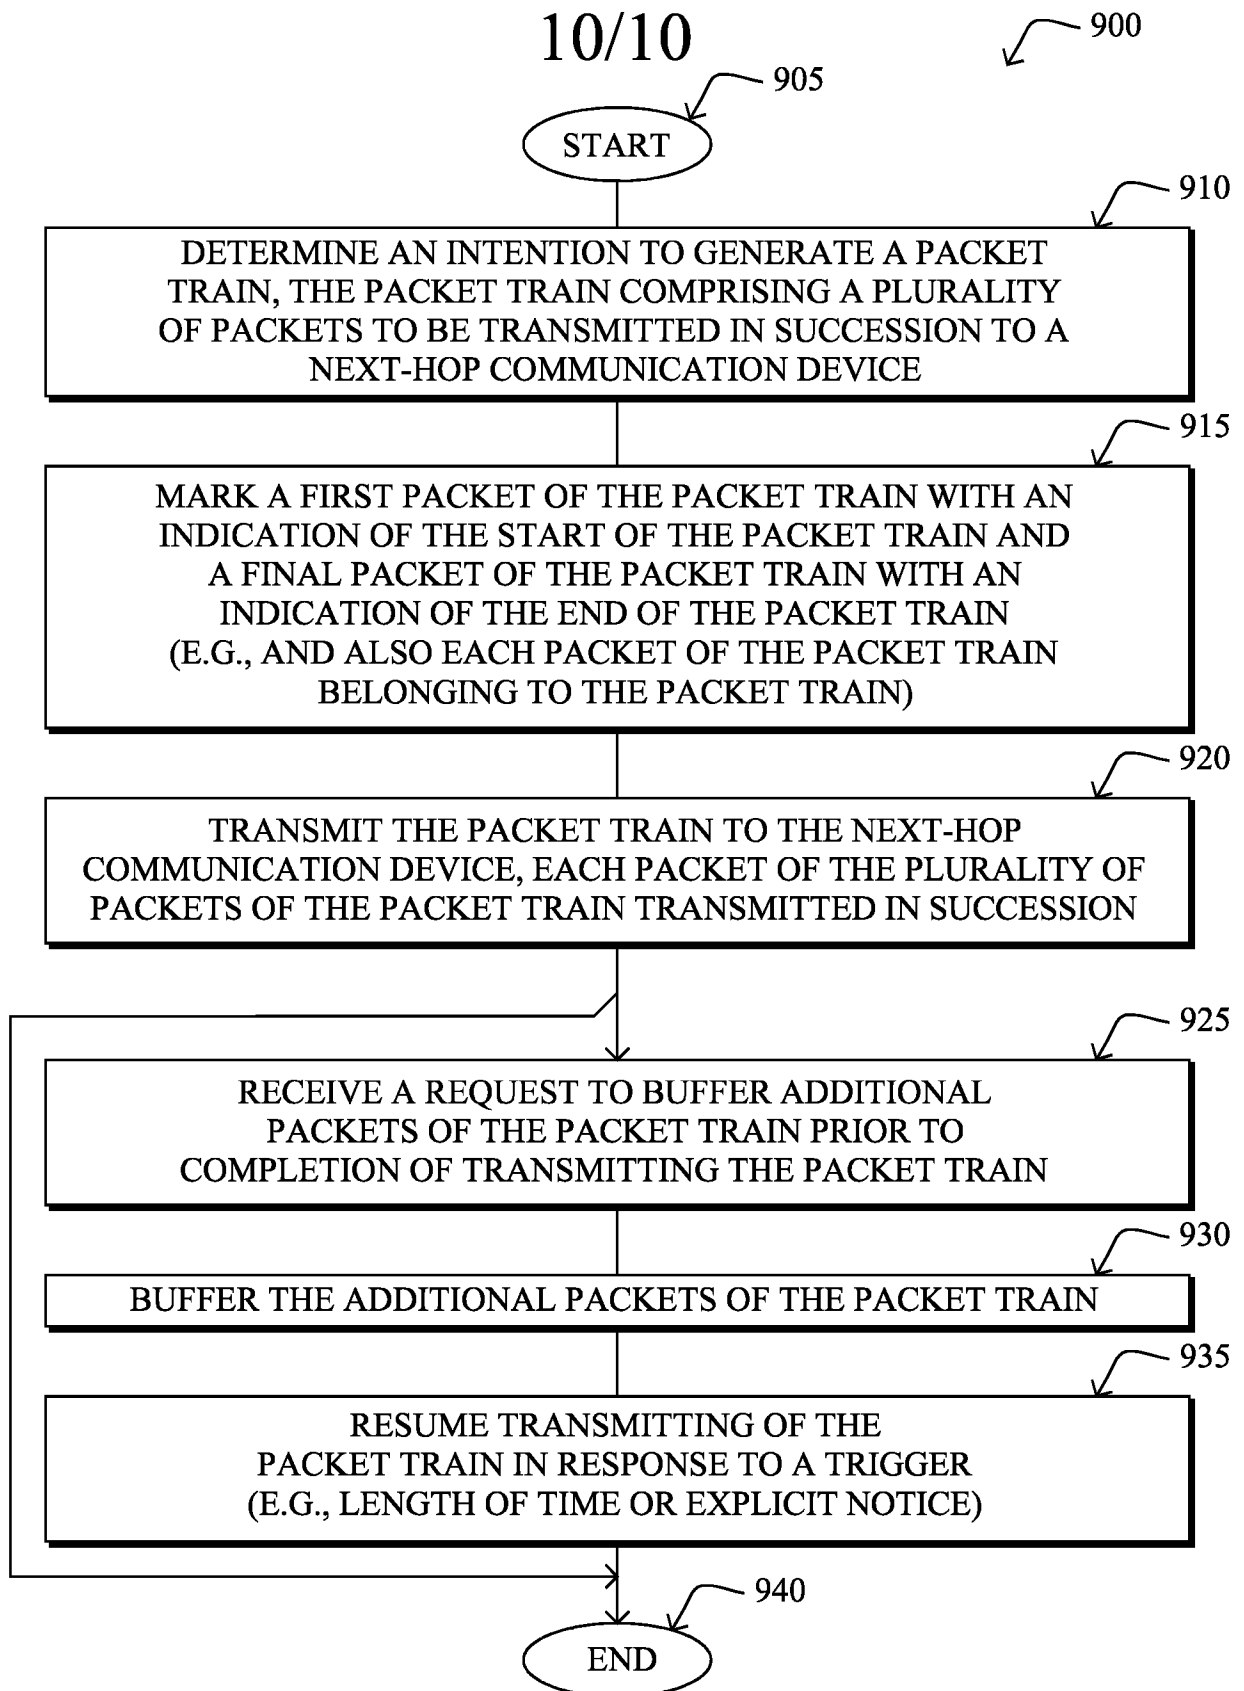 10/10
900
905
START
910
DETERMINE AN INTENTION TO GENERATE A PACKET
TRAIN, THE PACKET TRAIN COMPRISING A PLURALITY
OF PACKETS TO BE TRANSMITTED IN SUCCESSION TO A
NEXT-HOP COMMUNICATION DEVICE
915
MARK A FIRST PACKET OF THE PACKET TRAIN WITH AN
INDICATION OF THE START OF THE PACKET TRAIN AND
A FINAL PACKET OF THE PACKET TRAIN WITH AN
INDICATION OF THE END OF THE PACKET TRAIN
(E.G., AND ALSO EACH PACKET OF THE PACKET TRAIN
BELONGING TO THE PACKET TRAIN)
920
TRANSMIT THE PACKET TRAIN TO THE NEXT-HOP
COMMUNICATION DEVICE, EACH PACKET OF THE PLURALITY OF
PACKETS OF THE PACKET TRAIN TRANSMITTED IN SUCCESSION
925
RECEIVE A REQUEST TO BUFFER ADDITIONAL
PACKETS OF THE PACKET TRAIN PRIOR TO
COMPLETION OF TRANSMITTING THE PACKET TRAIN
930
BUFFER THE ADDITIONAL PACKETS OF THE PACKET TRAIN
935
RESUME TRANSMITTING OF THE
PACKET TRAIN IN RESPONSE TO A TRIGGER
(E.G., LENGTH OF TIME OR EXPLICIT NOTICE)
940
END